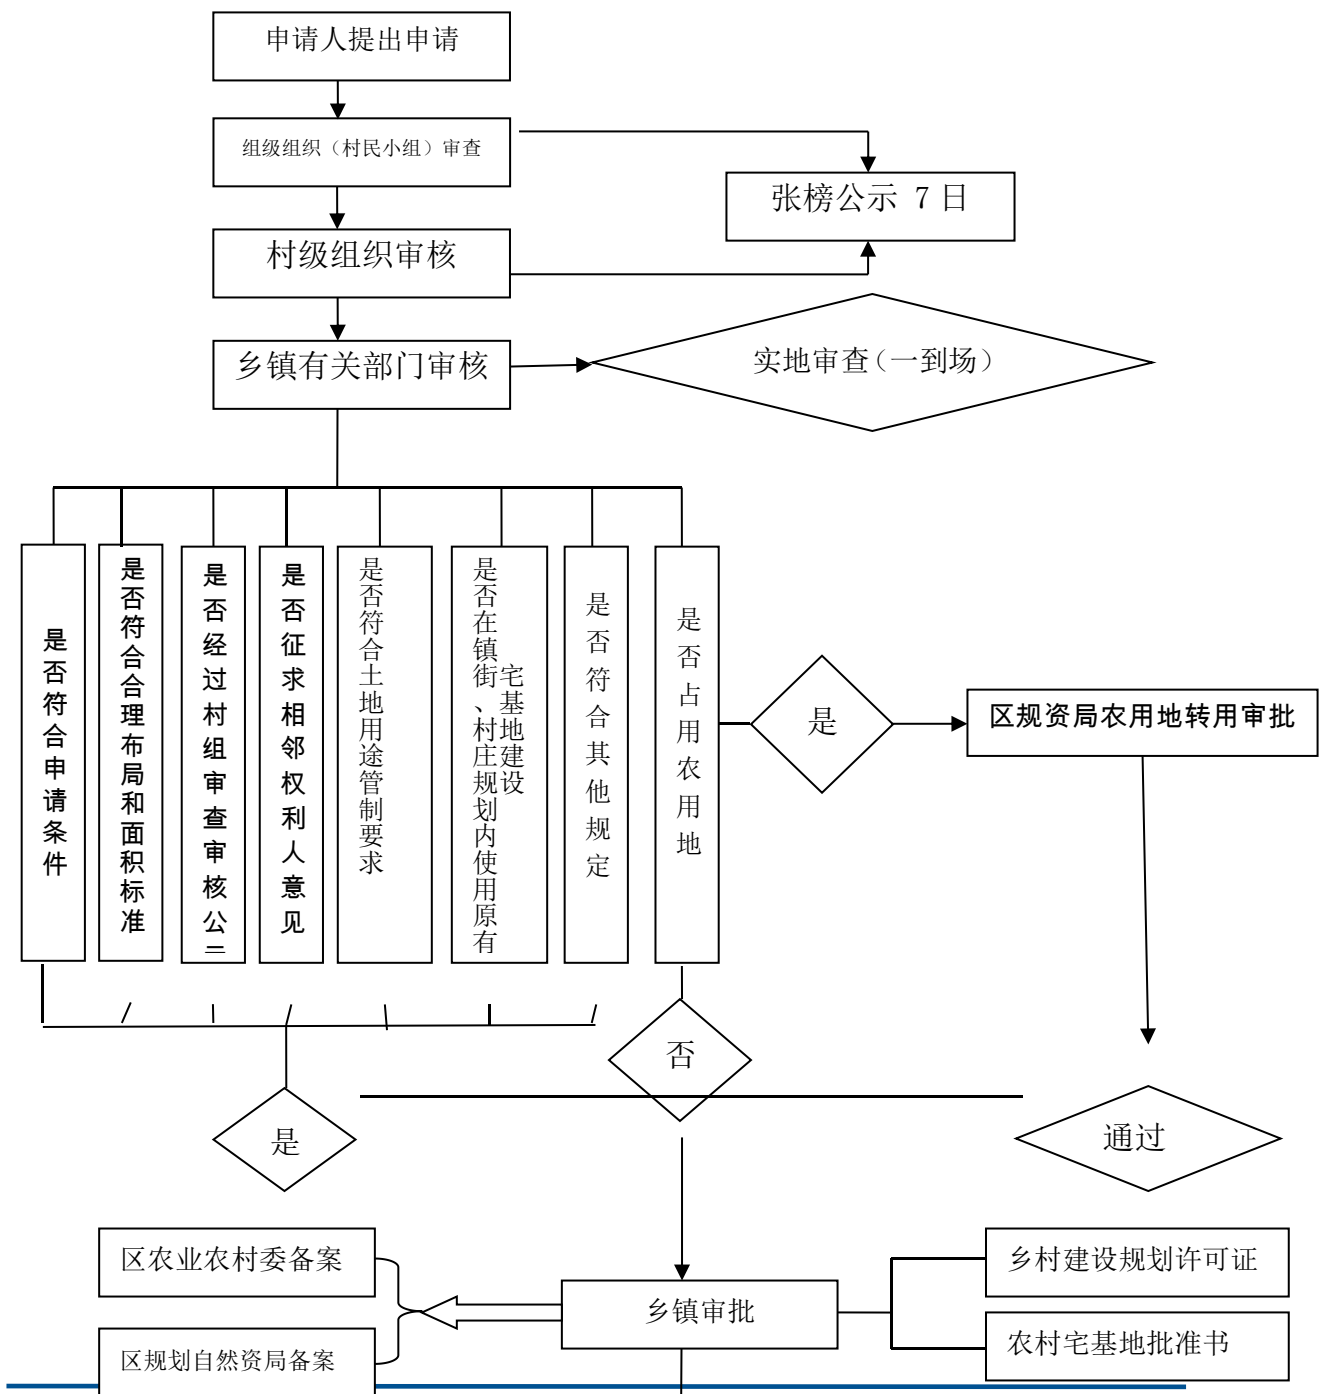 申请人提出申请
组级组织（村民小组）审查
张榜公示 7日
村级组织审核
乡镇有关部门审核
实地审查（一到场）
是否符合申请条件
是否符合合理布局和面积标准
是否经过村组审查审核公
是否征求相邻权利人意见
是否符合土地用途管制要求
是否在镇街、村庄规划内使用原有
宅基地建设
是否符合其他规定
是否占用农用地
是
区规资局农用地转用审批
否
是
通过
区农业农村委备案
乡村建设规划许可证
乡镇审批
农村宅基地批准书
区规划自然资局备案